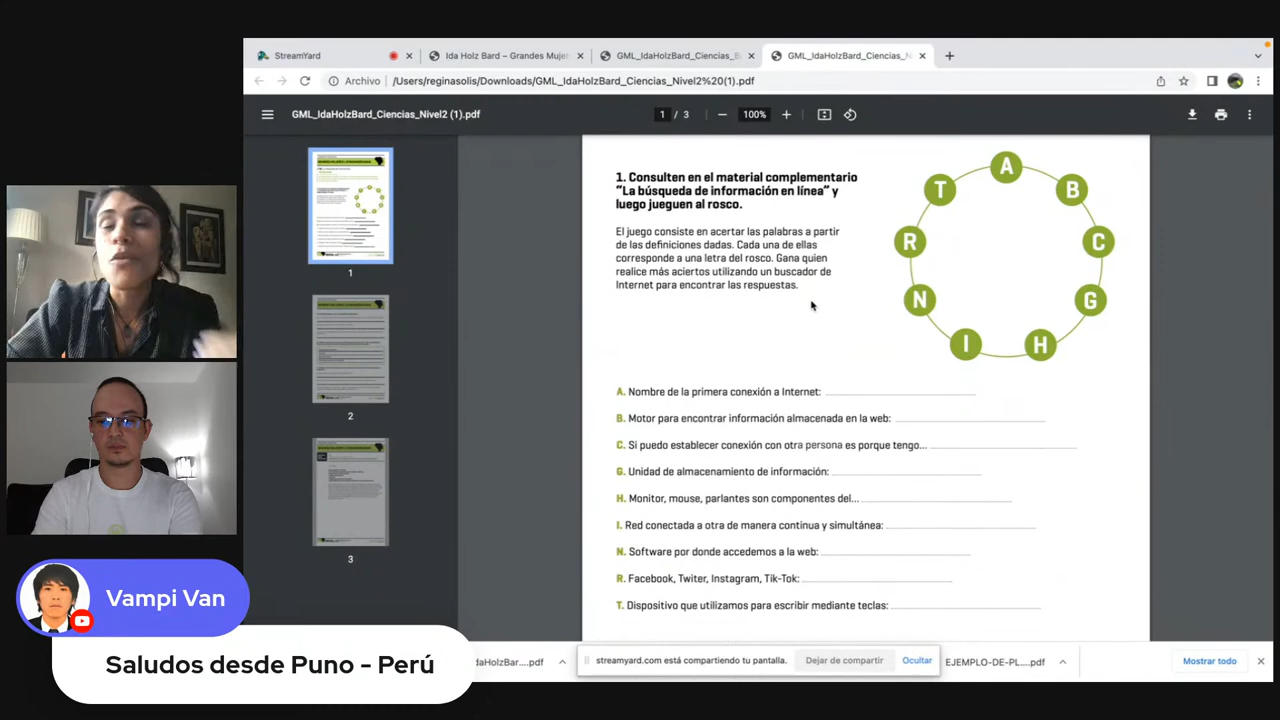 StreamYard
Ida Holz Bard – Grandes Mujer
GML_IdaHolzBard_Ciencias_B
GML_IdaHolzBard_Ciencias_N
Archivo
/Users/reginasolis/Downloads/GML_IdaHolzBard_Ciencias_Nivel2%20(1).pdf
GML_IdaHolzBard_Ciencias_Nivel2 (1).pdf
1 / 3
100%
1
2
3
1. Consulten en el material complementario
“La búsqueda de información en línea” y
luego jueguen al rosco.
El juego consiste en acertar las palabras a partir
de las definiciones dadas. Cada una de ellas
corresponde a una letra del rosco. Gana quien
realice más aciertos utilizando un buscador de
Internet para encontrar las respuestas.
A
B
C
G
H
I
N
R
T
A. Nombre de la primera conexión a Internet:
B. Motor para encontrar información almacenada en la web:
C. Si puedo establecer conexión con otra persona es porque tengo...
G. Unidad de almacenamiento de información:
H. Monitor, mouse, parlantes son componentes del...
I. Red conectada a otra de manera continua y simultánea:
N. Software por donde accedemos a la web:
R. Facebook, Twiter, Instagram, Tik-Tok:
T. Dispositivo que utilizamos para escribir mediante teclas:
daHolzBar....pdf
streamyard.com está compartiendo tu pantalla.
Dejar de compartir
Ocultar
EJEMPLO-DE-PL....pdf
Mostrar todo
Vampi Van
Saludos desde Puno - Perú